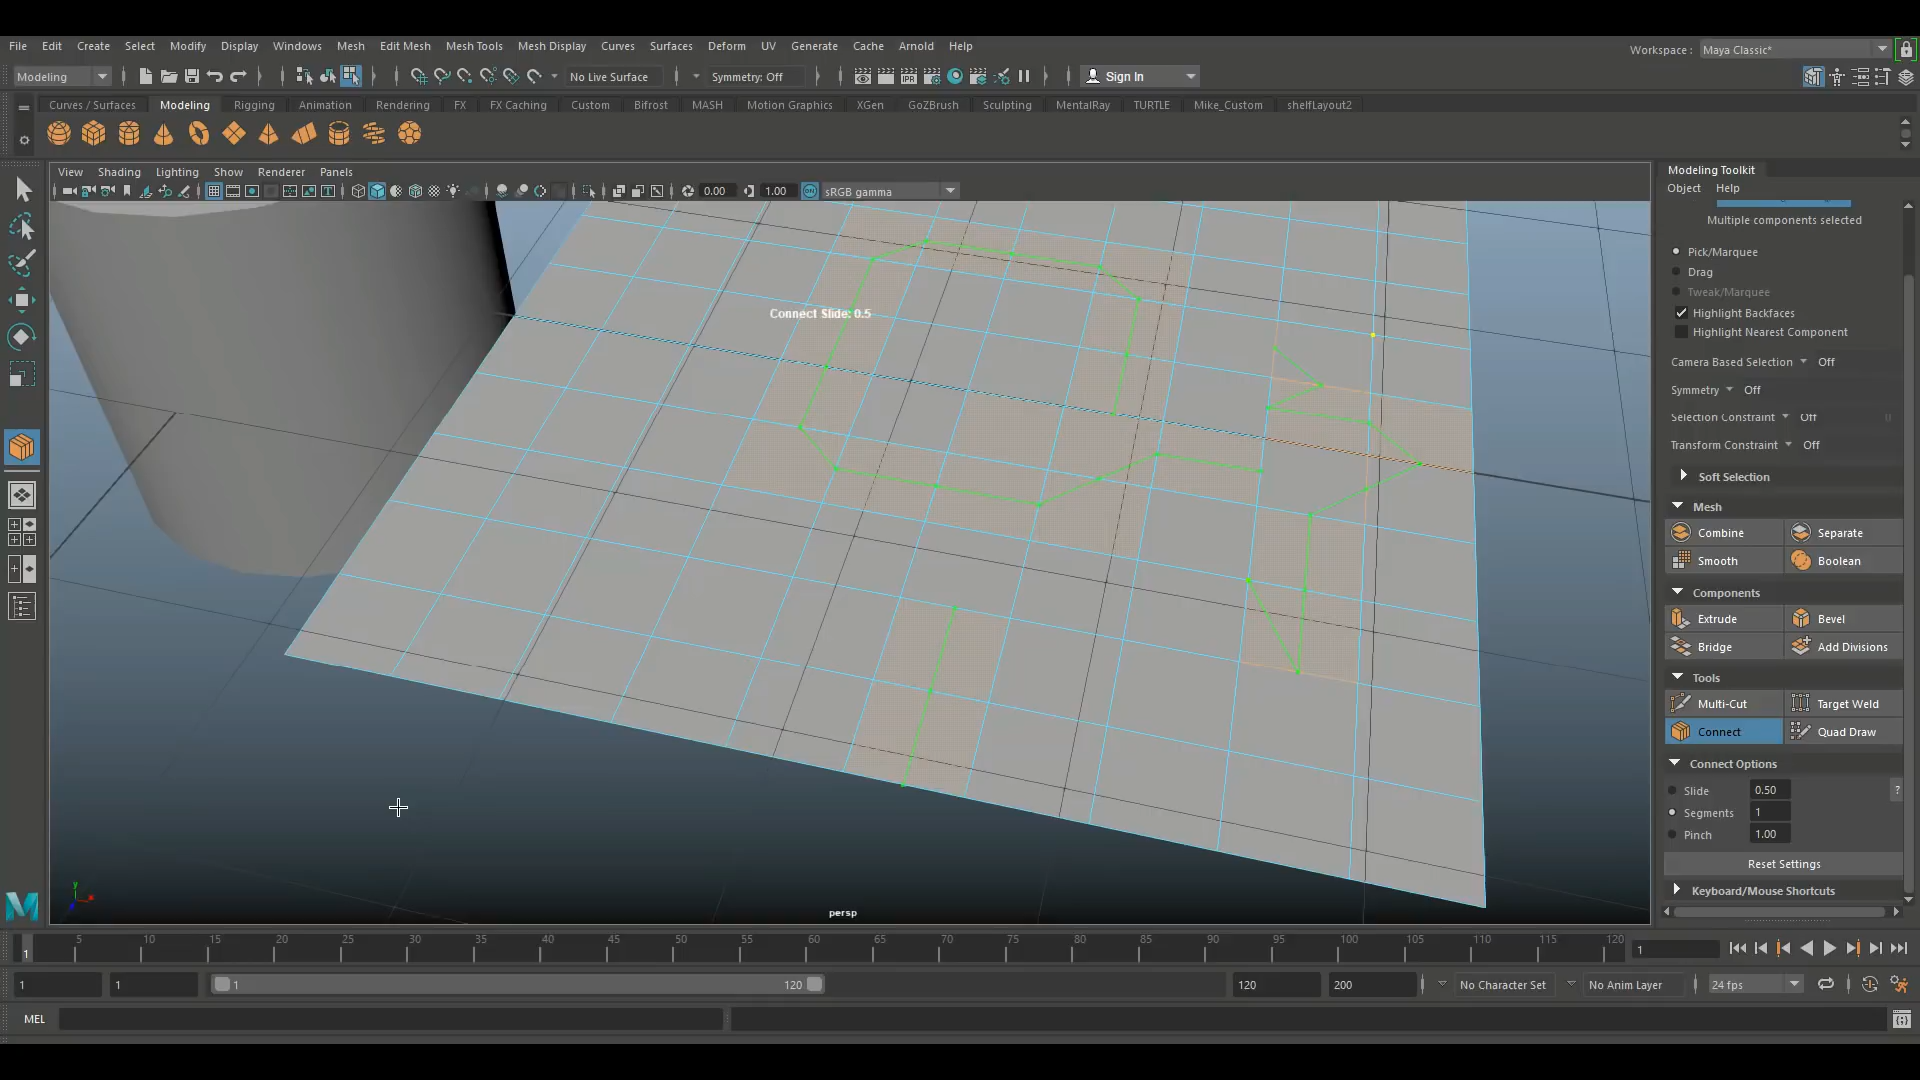 File Edit Create Select Modify Display Windows Mesh Edit Mesh Mesh Tools Mesh Display Curves Surfaces Deform UV Generate Cache Arnold Help Workspace : Maya Classic*
Modeling IPR No Live Surface Symmetry: Off Sign In
Curves / Surfaces Modeling Rigging Animation Rendering FX FX Caching Custom Bifrost MASH Motion Graphics XGen GoZBrush Sculpting MentalRay TURTLE Mike_Custom shelfLayout2
View Shading Lighting Show Renderer Panels
0.00 1.00 sRGB gamma
Connect Slide: 0.5
y
persp
Modeling Toolkit
Object Help
Multiple components selected
Pick/Marquee
Drag
Tweak/Marquee
Highlight Backfaces
Highlight Nearest Component
Camera Based Selection Off
Symmetry Off
Selection Constraint Off
Transform Constraint Off
Soft Selection
Mesh
Combine Separate
Smooth Boolean
Components
Extrude Bevel
Bridge Add Divisions
Tools
Multi-Cut Target Weld
Connect Quad Draw
Connect Options
Slide 0.50 ?
Segments 1
Pinch 1.00
Reset Settings
Keyboard/Mouse Shortcuts
1 5 10 15 20 25 30 35 40 45 50 55 60 65 70 75 80 85 90 95 100 105 110 115 120 1
1 1 1 120 120 200 No Character Set No Anim Layer 24 fps
MEL